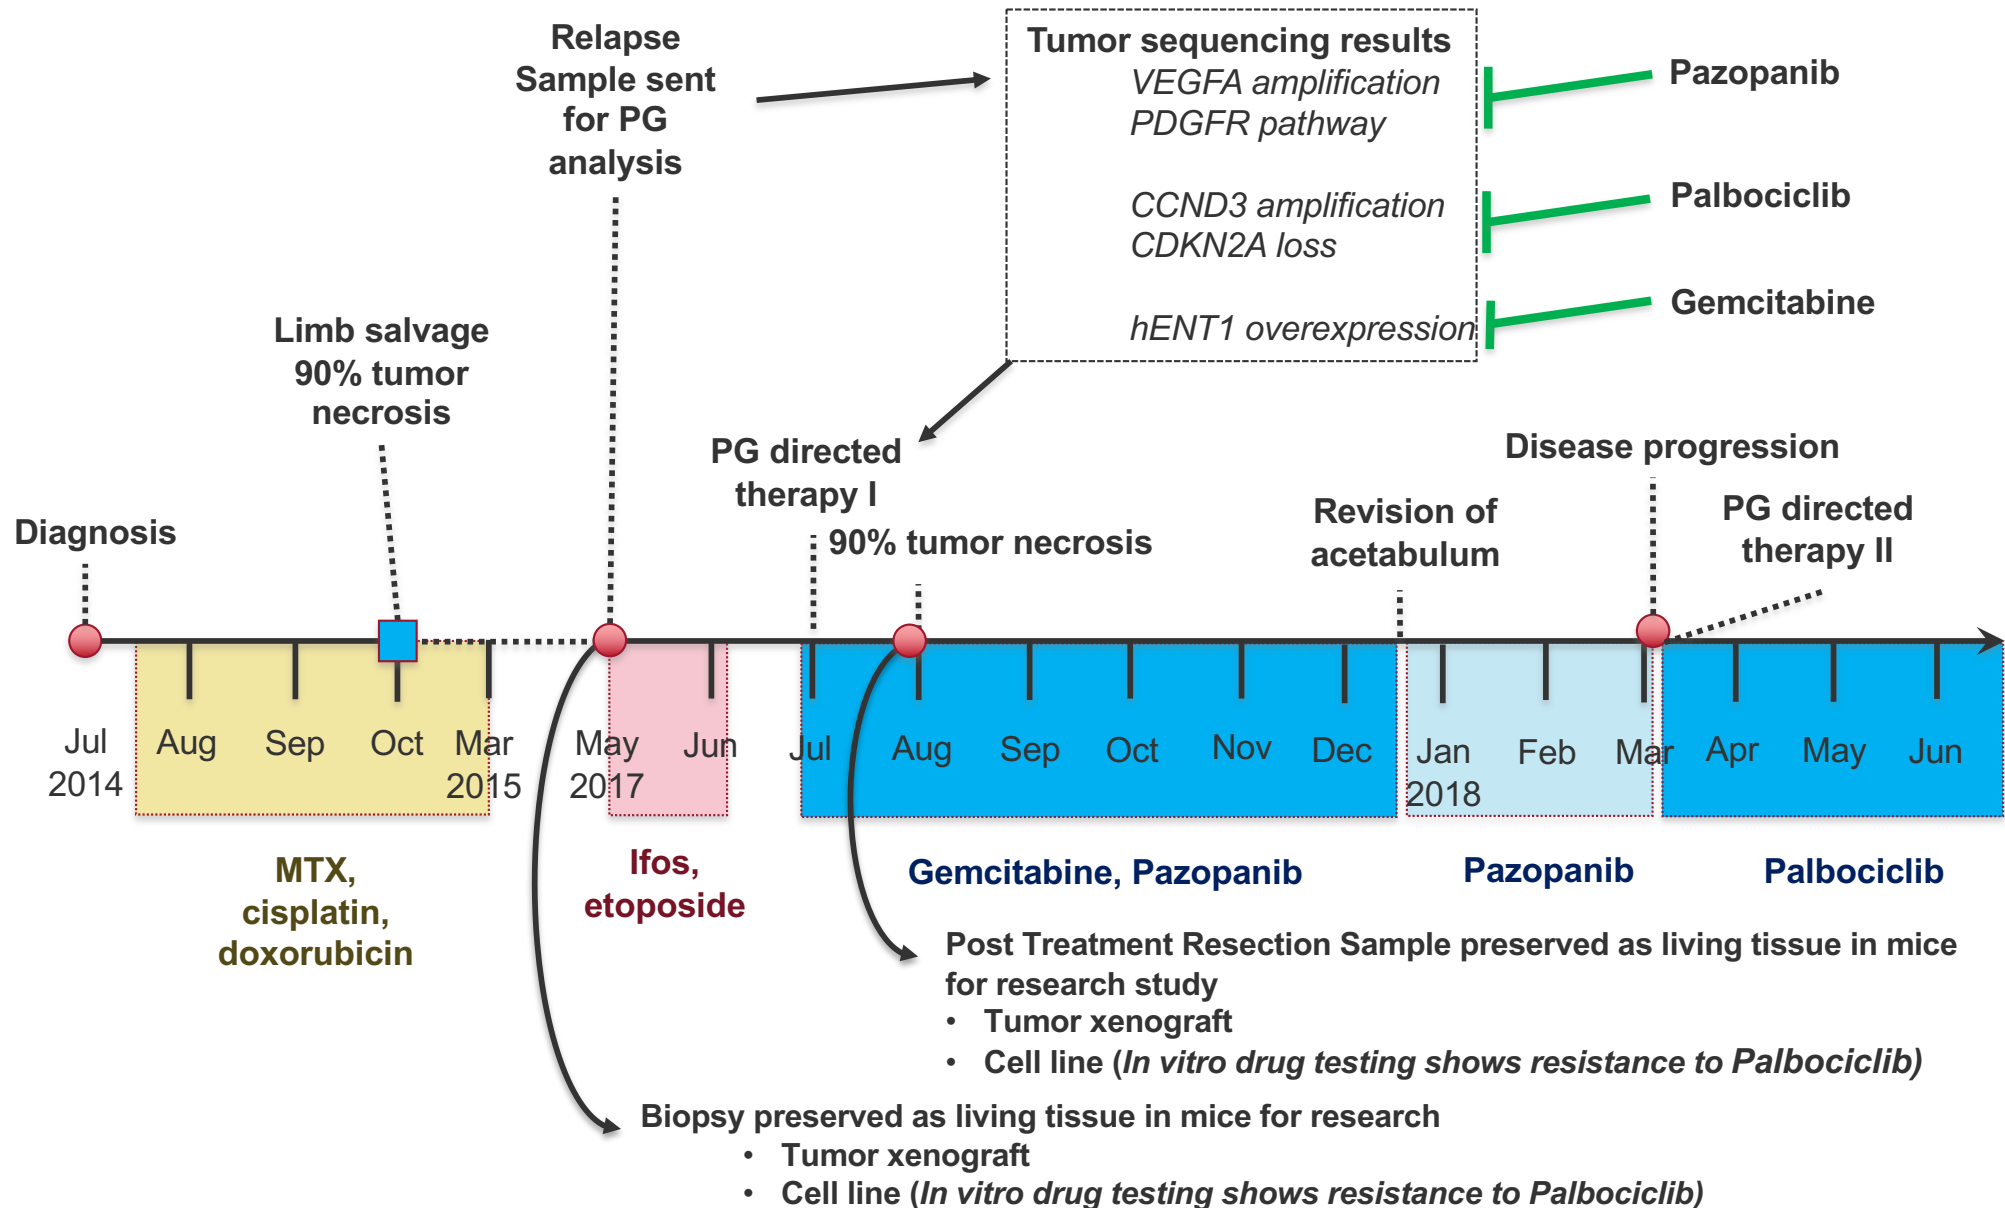 Relapse
Sample sent
for PG
analysis
Tumor sequencing results
VEGFA amplification
PDGFR pathway
CCND3 amplification
CDKN2A loss
hENT1 overexpression
Pazopanib
Palbociclib
Gemcitabine
Limb salvage
90% tumor
necrosis
PG directed
therapy I
Disease progression
Diagnosis
90% tumor necrosis
Revision of
acetabulum
PG directed
therapy II
Jul
2014
Aug
Sep
Oct
Mar
2015
May
2017
Jun
Jul
Aug
Sep
Oct
Nov
Dec
Jan
2018
Feb
Mar
Apr
May
Jun
MTX,
cisplatin,
doxorubicin
Ifos,
etoposide
Gemcitabine, Pazopanib
Pazopanib
Palbociclib
Post Treatment Resection Sample preserved as living tissue in mice
for research study
• Tumor xenograft
• Cell line (In vitro drug testing shows resistance to Palbociclib)
Biopsy preserved as living tissue in mice for research
• Tumor xenograft
• Cell line (In vitro drug testing shows resistance to Palbociclib)